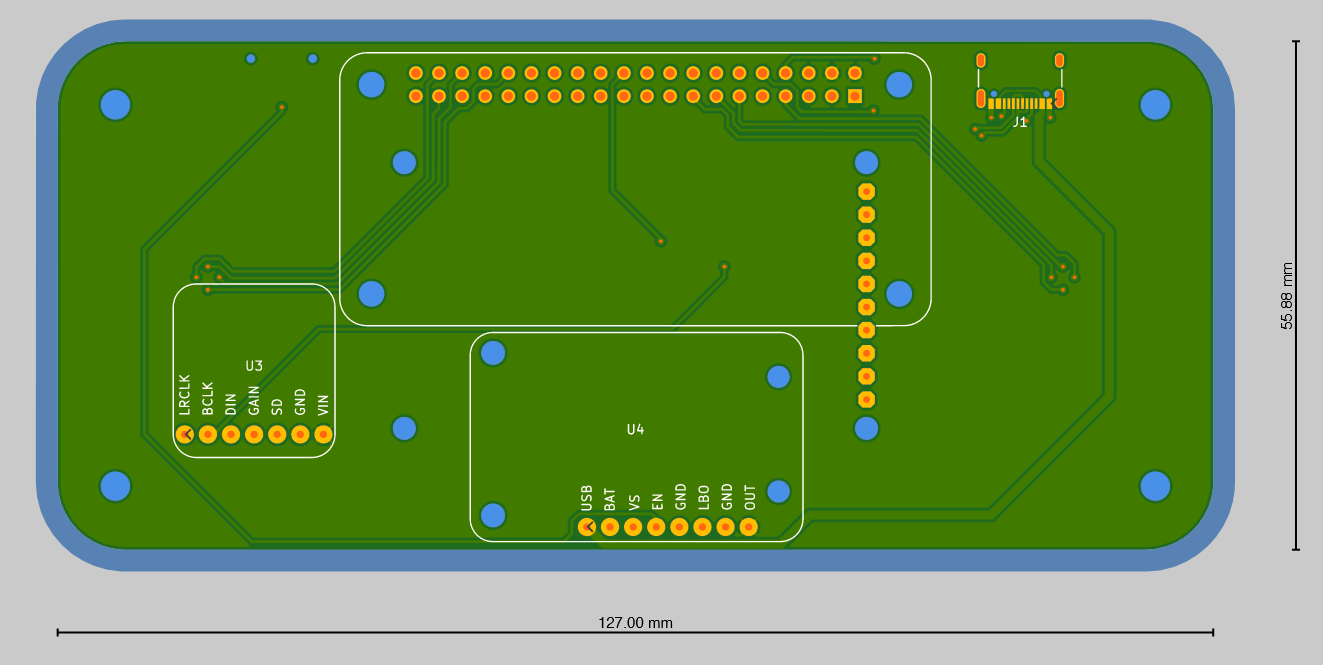 J1
55.88 mm
U3
LRCLK
BCLK
DIN
GAIN
SD
GND
VIN
U4
USB
BAT
VS
EN
GND
LBO
GND
OUT
127.00 mm